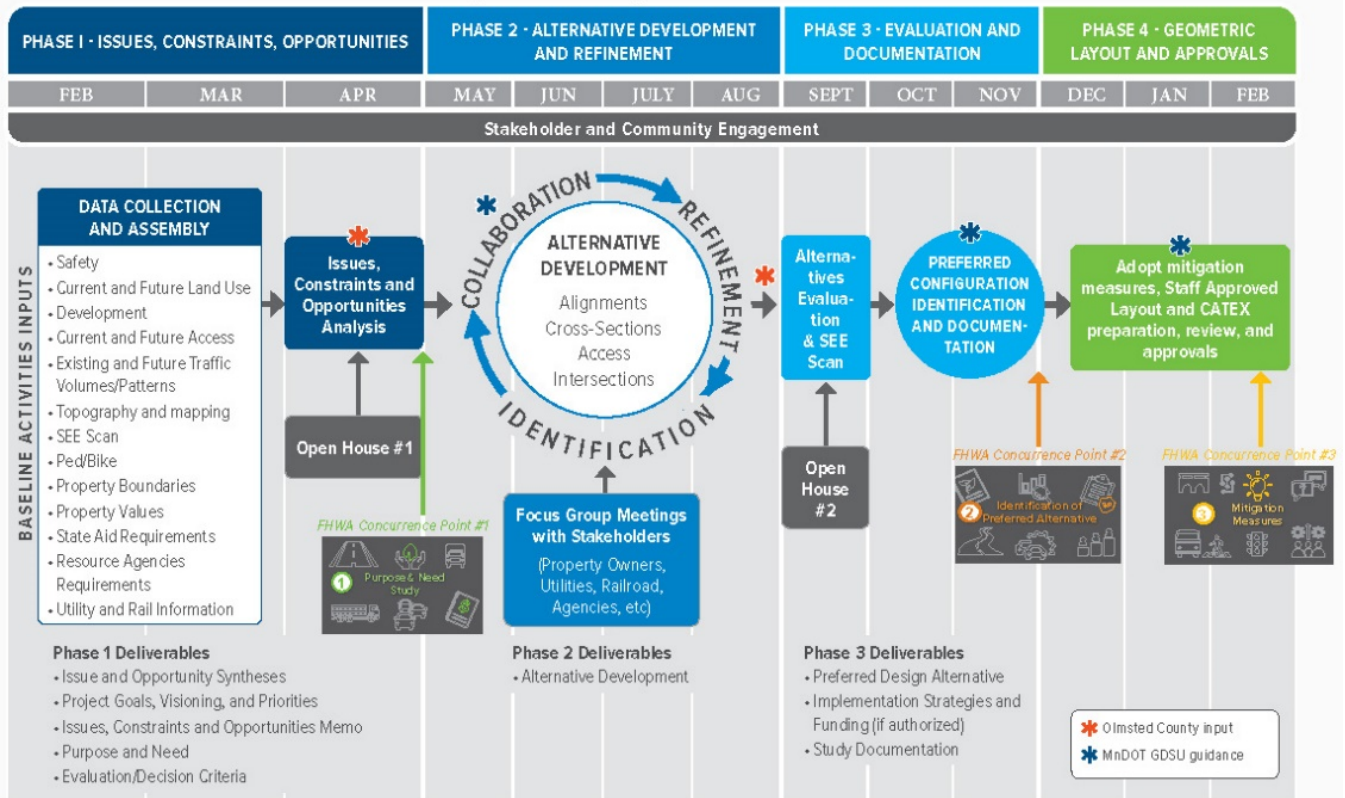 PHASE I - ISSUES, CONSTRAINTS, OPPORTUNITIES
PHASE 2 - ALTERNATIVE DEVELOPMENT
AND REFINEMENT
PHASE 3 - EVALUATION AND
DOCUMENTATION
PHASE 4 - GEOMETRIC
LAYOUT AND APPROVALS
FEB
MAR
APR
MAY
JUN
JULY
AUG
SEPT
OCT
NOV
DEC
JAN
FEB
Stakeholder and Community Engagement
BASELINE ACTIVITIES INPUTS
DATA COLLECTION
AND ASSEMBLY
• Safety
• Current and Future Land Use
• Development
• Current and Future Access
• Existing and Future Traffic
Volumes/Patterns
• Topography and mapping
• SEE Scan
• Ped/Bike
• Property Boundaries
• Property Values
• State Aid Requirements
• Resource Agencies
Requirements
• Utility and Rail Information
Issues,
Constraints and
Opportunities
Analysis
Open House #1
FHWA Concurrence Point #1
1 Purpose & Need
Study
COLLABORATION
REFINEMENT
IDENTIFICATION
ALTERNATIVE
DEVELOPMENT
Alignments
Cross-Sections
Access
Intersections
Focus Group Meetings
with Stakeholders
(Property Owners,
Utilities, Railroad,
Agencies, etc)
Alterna-
tives
Evalua-
tion
& SEE
Scan
Open
House
#2
PREFERRED
CONFIGURATION
IDENTIFICATION
AND DOCUMEN-
TATION
FHWA Concurrence Point #2
2 Identification of
Preferred Alternative
Adopt mitigation
measures, Staff Approved
Layout and CATEX
preparation, review, and
approvals
FHWA Concurrence Point #3
3 Mitigation
Measures
Phase 1 Deliverables
• Issue and Opportunity Syntheses
• Project Goals, Visioning, and Priorities
• Issues, Constraints and Opportunities Memo
• Purpose and Need
• Evaluation/Decision Criteria
Phase 2 Deliverables
• Alternative Development
Phase 3 Deliverables
• Preferred Design Alternative
• Implementation Strategies and
Funding (if authorized)
• Study Documentation
Olmsted County input
MnDOT GDSU guidance